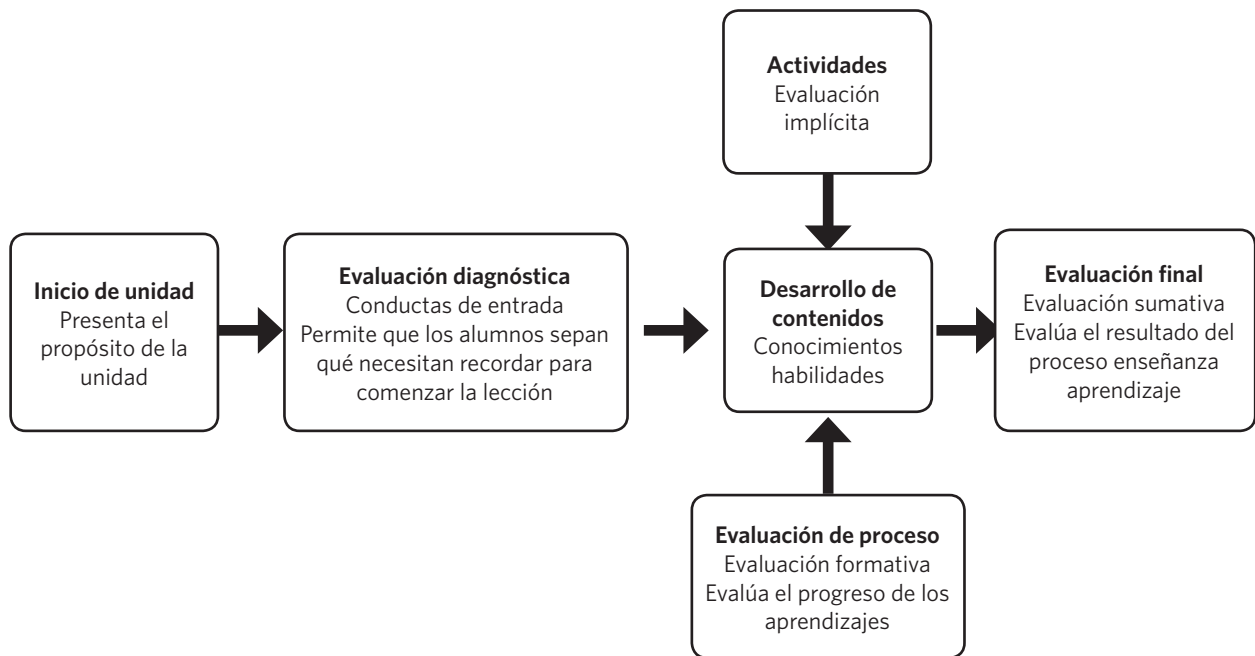 Actividades
Evaluación
implícita
Inicio de unidad
Presenta el
propósito de la
unidad
Evaluación diagnóstica
Conductas de entrada
Permite que los alumnos sepan
qué necesitan recordar para
comenzar la lección
Desarrollo de
contenidos
Conocimientos
habilidades
Evaluación final
Evaluación sumativa
Evalúa el resultado del
proceso enseñanza
aprendizaje
Evaluación de proceso
Evaluación formativa
Evalúa el progreso de los
aprendizajes